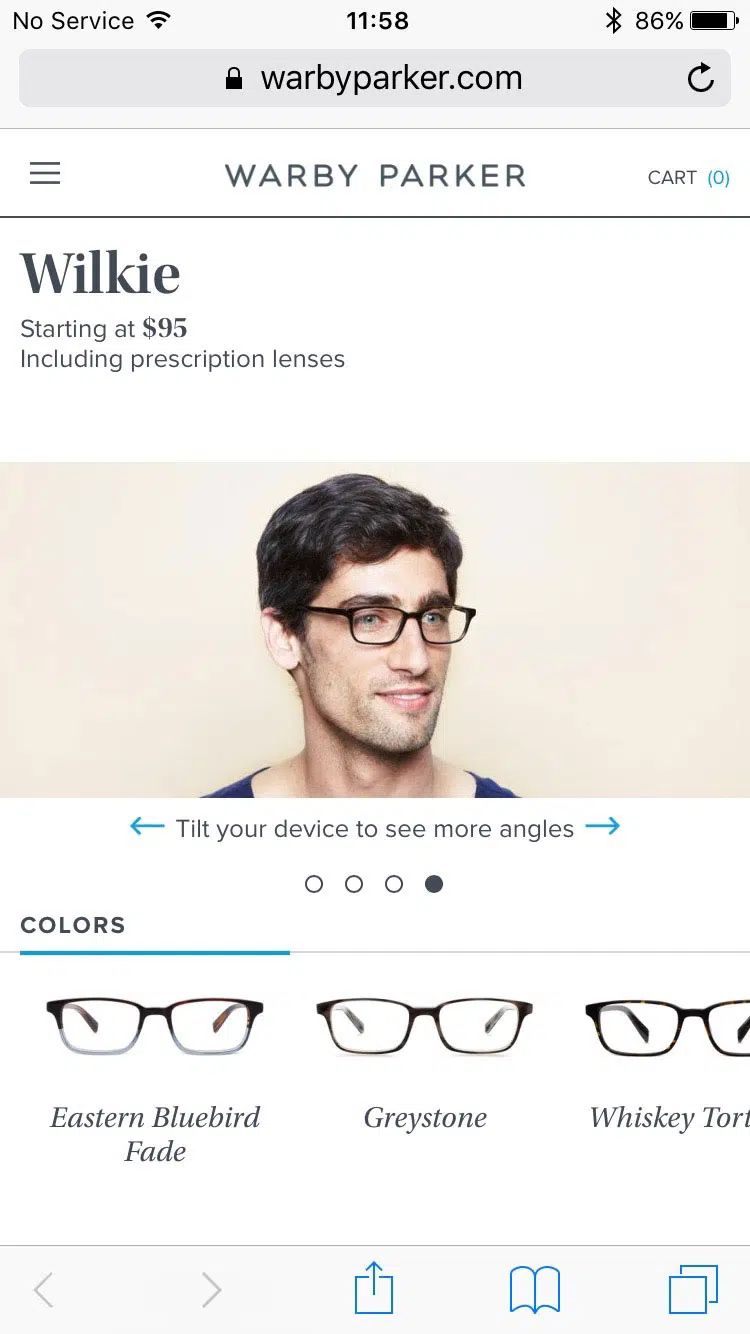 No Service 11:58 86%
warbyparker.com
WARBY PARKER CART (0)
Wilkie
Starting at $95
Including prescription lenses
Tilt your device to see more angles
COLORS
Eastern Bluebird
Fade
Greystone
Whiskey Tort